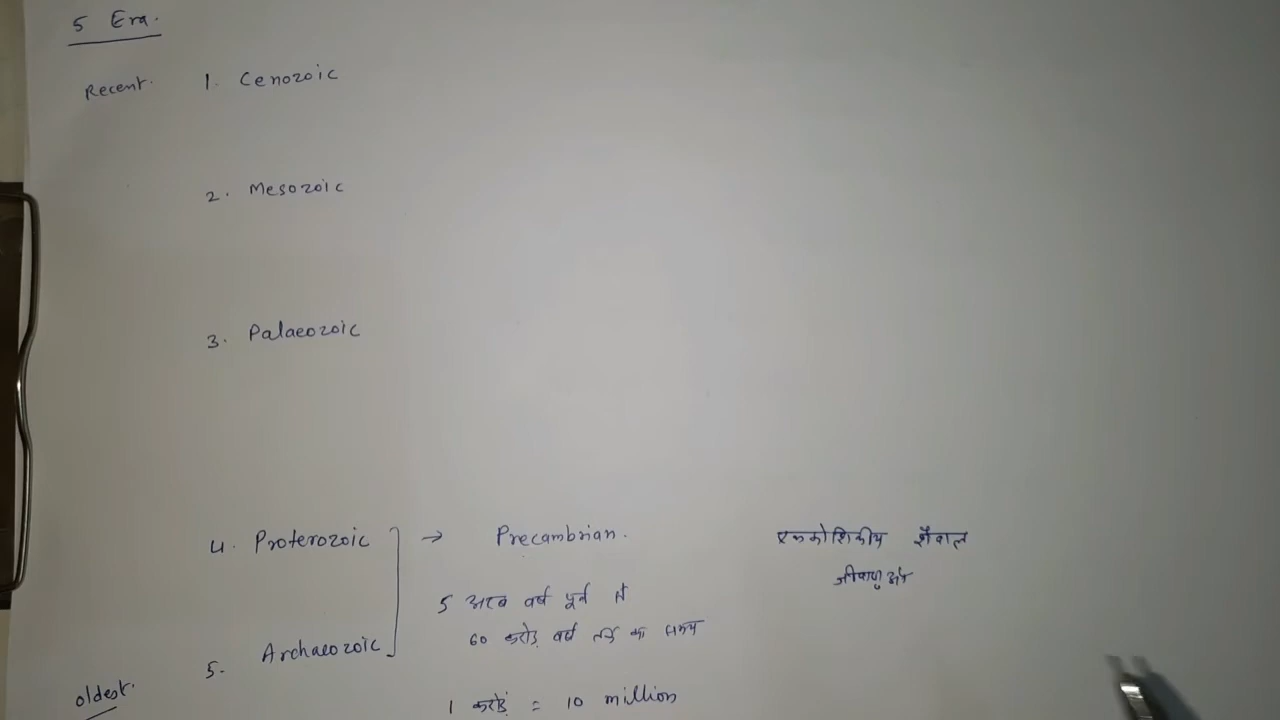 5 Era.
Recent. 1. Cenozoic
2. Mesozoic
3. Palaeozoic
4. Proterozoic → Precambrian. एककोशिकीय शैवाल
जीवाणुओं
5 अरब वर्ष पूर्व से
60 करोड़ वर्ष तक का समय
5. Archaeozoic
oldest.
1 करोड़ = 10 million